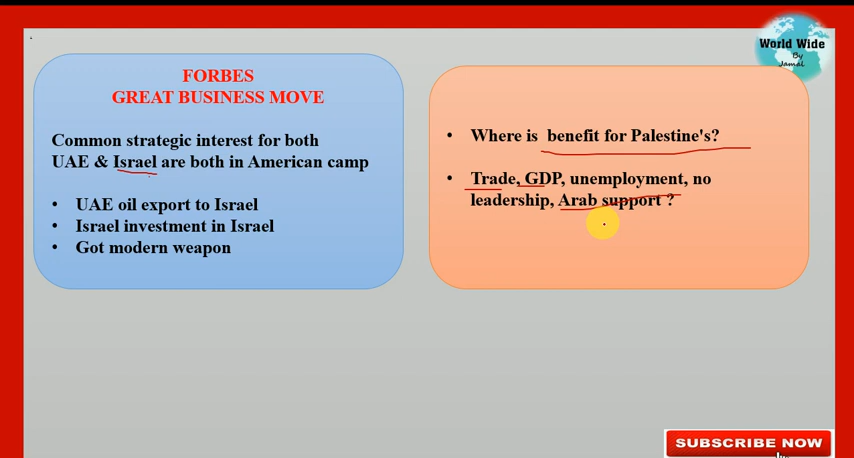 World Wide
By
Jamal
FORBES
GREAT BUSINESS MOVE
Common strategic interest for both
UAE & Israel are both in American camp
• UAE oil export to Israel
• Israel investment in Israel
• Got modern weapon
• Where is benefit for Palestine's?
• Trade, GDP, unemployment, no
leadership, Arab support ?
SUBSCRIBE NOW